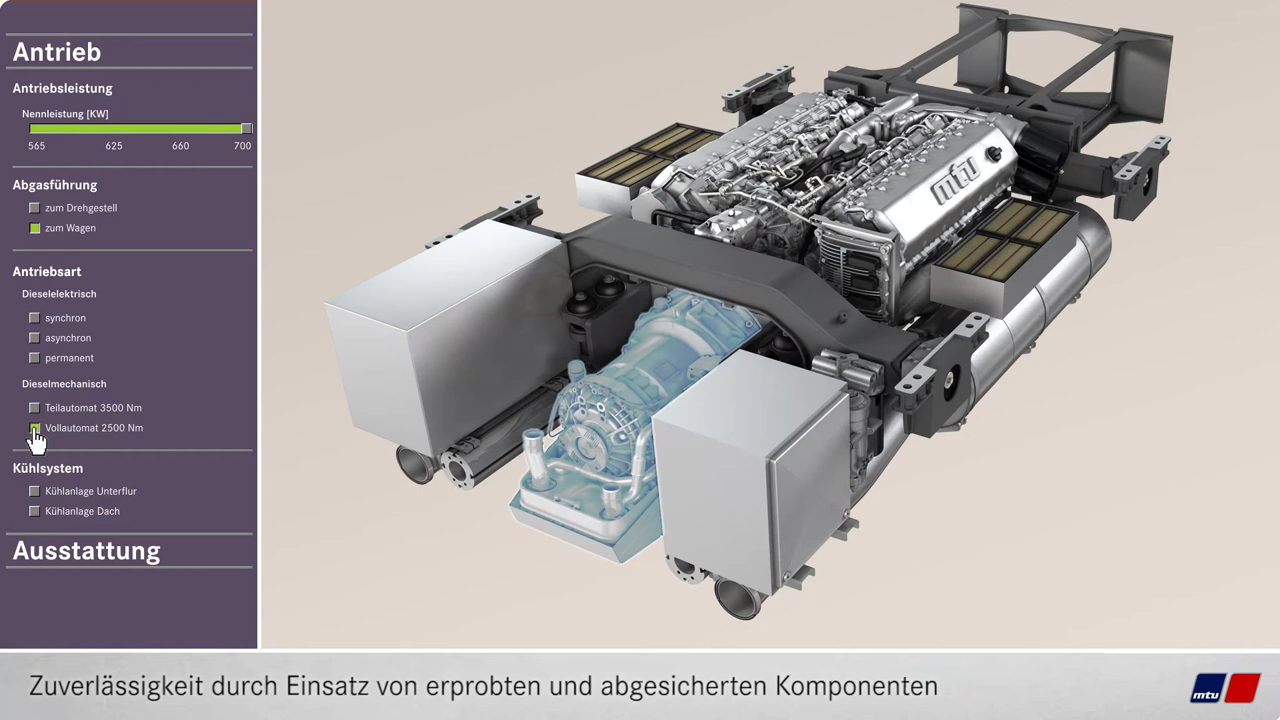 Antrieb
Antriebsleistung
Nennleistung [KW]
565 625 660 700
Abgasführung
zum Drehgestell
zum Wagen
Antriebsart
Dieselelektrisch
synchron
asynchron
permanent
Dieselmechanisch
Teilautomat 3500 Nm
Vollautomat 2500 Nm
Kühlsystem
Kühlanlage Unterflur
Kühlanlage Dach
Ausstattung
mtu
Zuverlässigkeit durch Einsatz von erprobten und abgesicherten Komponenten
mtu